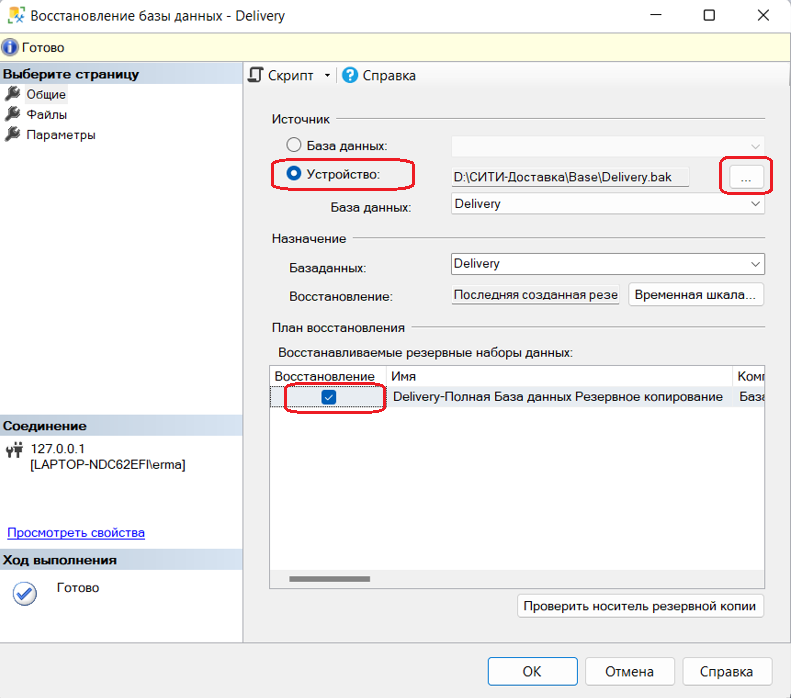 Восстановление базы данных - Delivery
Готово
Выберите страницу
Общие
Файлы
Параметры
Скрипт
Справка
Источник
База данных:
Устройство:
D:\СИТИ-Доставка\Base\Delivery.bak
...
База данных:
Delivery
Назначение
Базаданных:
Delivery
Восстановление:
Последняя созданная резе
Временная шкала...
План восстановления
Восстанавливаемые резервные наборы данных:
Восстановление Имя Комп
Delivery-Полная База данных Резервное копирование База
Соединение
127.0.0.1
[LAPTOP-NDC62EFI\erma]
Просмотреть свойства
Ход выполнения
Готово
Проверить носитель резервной копии
ОК
Отмена
Справка